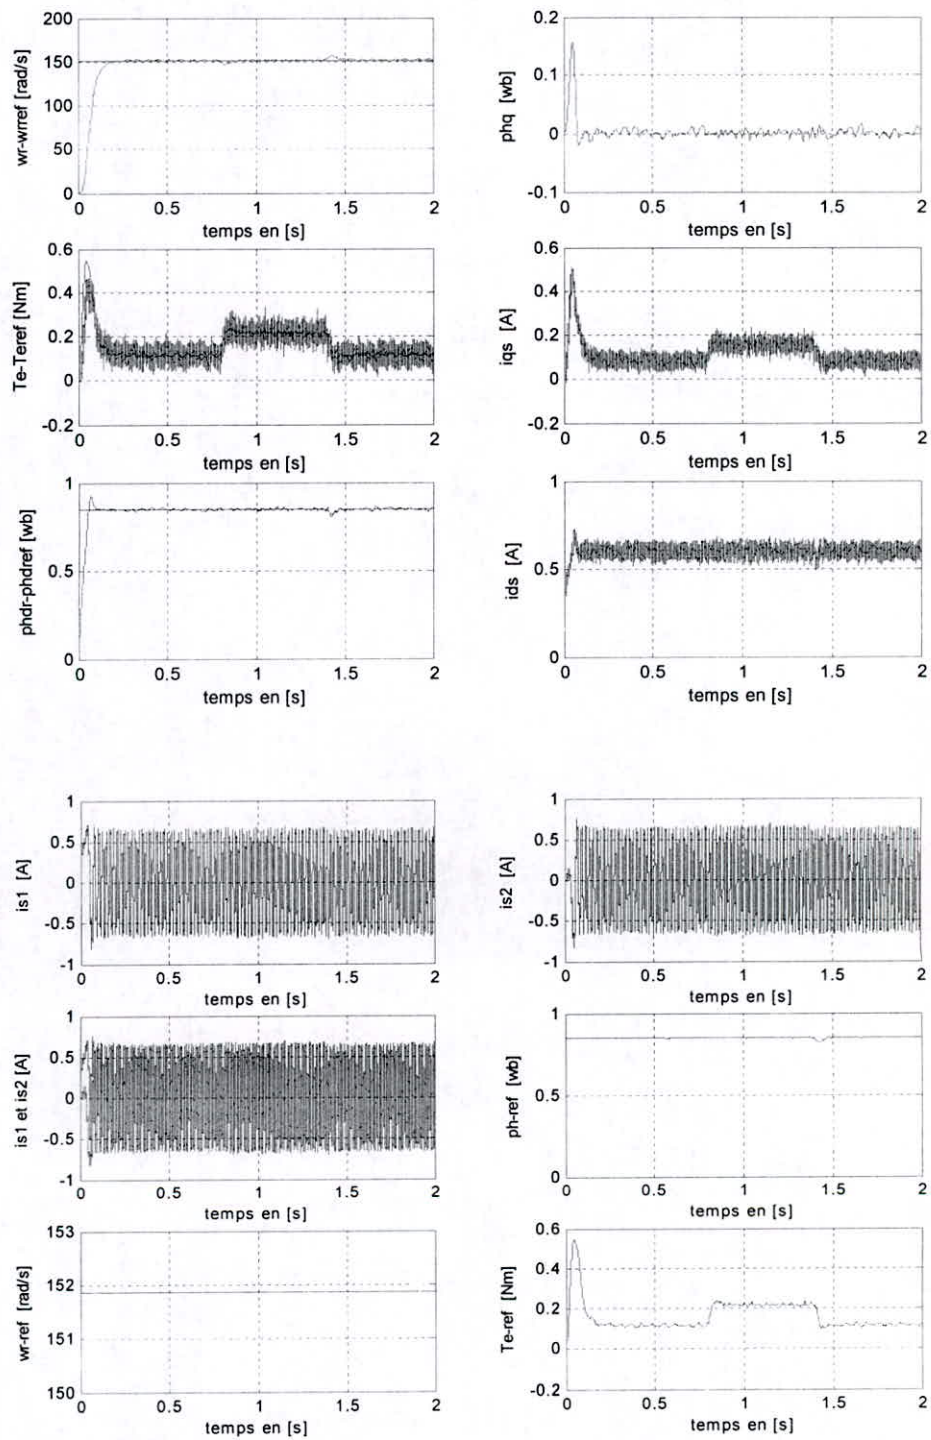 200
150
100
50
0
wr-wrref [rad/s]
0 0.5 1 1.5 2
temps en [s]
0.2
0.1
0
-0.1
phq [wb]
0 0.5 1 1.5 2
temps en [s]
0.6
0.4
0.2
0
-0.2
Te-Teref [Nm]
0 0.5 1 1.5 2
temps en [s]
0.6
0.4
0.2
0
-0.2
iqs [A]
0 0.5 1 1.5 2
temps en [s]
1
0.5
0
phdr-phdref [wb]
0 0.5 1 1.5 2
temps en [s]
1
0.5
0
ids [A]
0 0.5 1 1.5 2
temps en [s]
1
0.5
0
-0.5
-1
is1 [A]
0 0.5 1 1.5 2
temps en [s]
1
0.5
0
-0.5
-1
is2 [A]
0 0.5 1 1.5 2
temps en [s]
1
0.5
0
-0.5
-1
is1 et is2 [A]
0 0.5 1 1.5 2
temps en [s]
1
0.5
0
ph-ref [wb]
0 0.5 1 1.5 2
temps en [s]
153
152
151
150
wr-ref [rad/s]
0 0.5 1 1.5 2
temps en [s]
0.6
0.4
0.2
0
-0.2
Te-ref [Nm]
0 0.5 1 1.5 2
temps en [s]